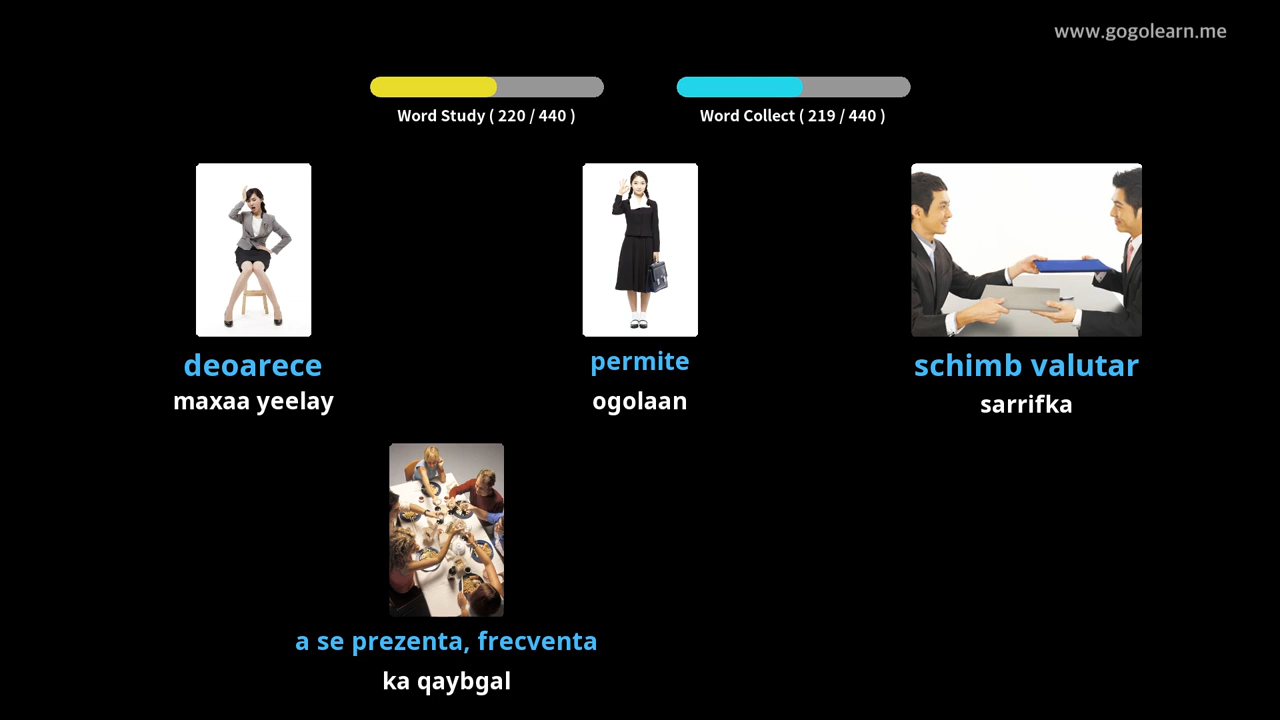 www.gogolearn.me
Word Study ( 220 / 440 )
Word Collect ( 219 / 440 )
deoarece
maxaa yeelay
permite
ogolaan
schimb valutar
sarrifka
a se prezenta, frecventa
ka qaybgal